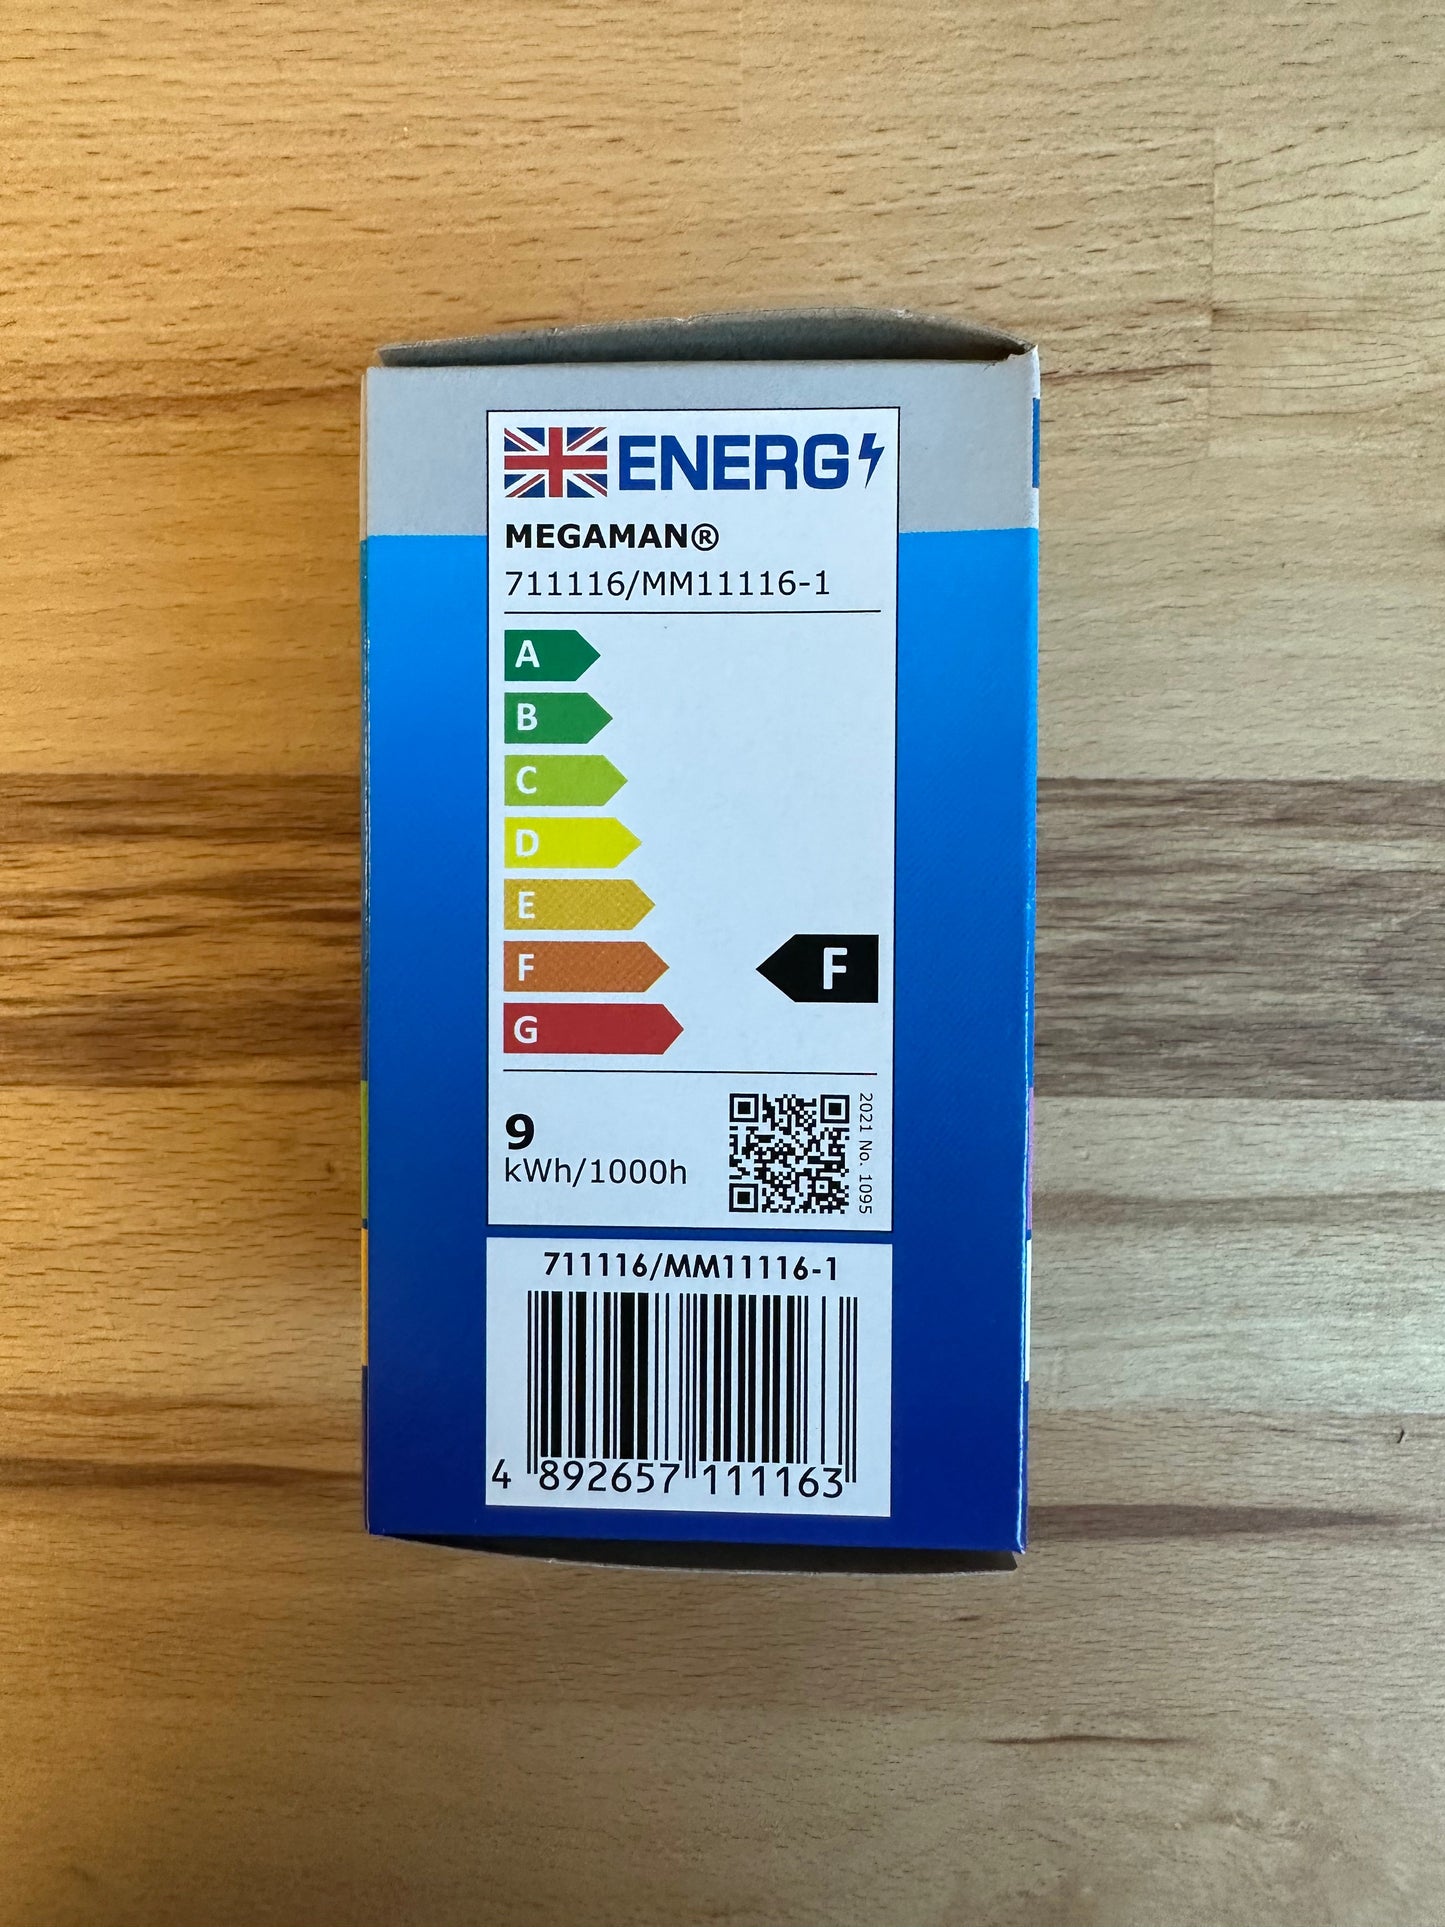 ENERG
MEGAMAN®
711116/MM11116-1
A
B
C
D
E
F
F
G
9
kWh/1000h
2021 No. 1095
711116/MM11116-1
4 892657 111163